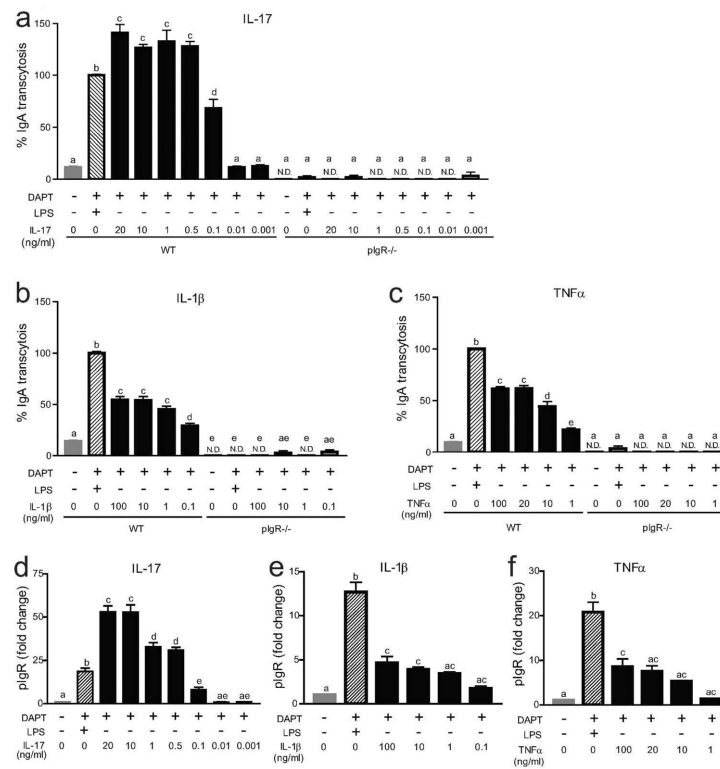 a
IL-17
% IgA transcytosis
150
100
50
0
a b c c c c d a a a a a a a a a a a
N.D. N.D. N.D. N.D. N.D. N.D.
DAPT - + + + + + + + + - + + + + + + + +
LPS - + - - - - - - - - + - - - - - - -
IL-17 (ng/ml) 0 0 20 10 1 0.5 0.1 0.01 0.001 0 0 20 10 1 0.5 0.1 0.01 0.001
WT pIgR-/-
b
IL-1β
% IgA transcytois
150
100
50
0
a b c c c d e e e ae e ae
N.D. N.D. N.D. N.D.
DAPT - + + + + + - + + + + +
LPS - + - - - - - + - - - -
IL-1β (ng/ml) 0 0 100 10 1 0.1 0 0 100 10 1 0.1
WT pIgR-/-
c
TNFα
% IgA transcytosis
150
100
50
0
a b c c d e a a a a a a
N.D. N.D. N.D. N.D. N.D.
DAPT - + + + + + - + + + + +
LPS - + - - - - - + - - - -
TNFα (ng/ml) 0 0 100 20 10 1 0 0 100 20 10 1
WT pIgR-/-
d
IL-17
pIgR (fold change)
75
50
25
0
a b c c d d e ae ae
DAPT - + + + + + + + +
LPS - + - - - - - - -
IL-17 (ng/ml) 0 0 20 10 1 0.5 0.1 0.01 0.001
e
IL-1β
pIgR (fold change)
15
10
5
0
a b c ac ac ac
DAPT - + + + + +
LPS - + - - - -
IL-1β (ng/ml) 0 0 100 10 1 0.1
f
TNFα
pIgR (fold change)
30
20
10
0
a b c ac ac ac
DAPT - + + + + +
LPS - + - - - -
TNFα (ng/ml) 0 0 100 20 10 1